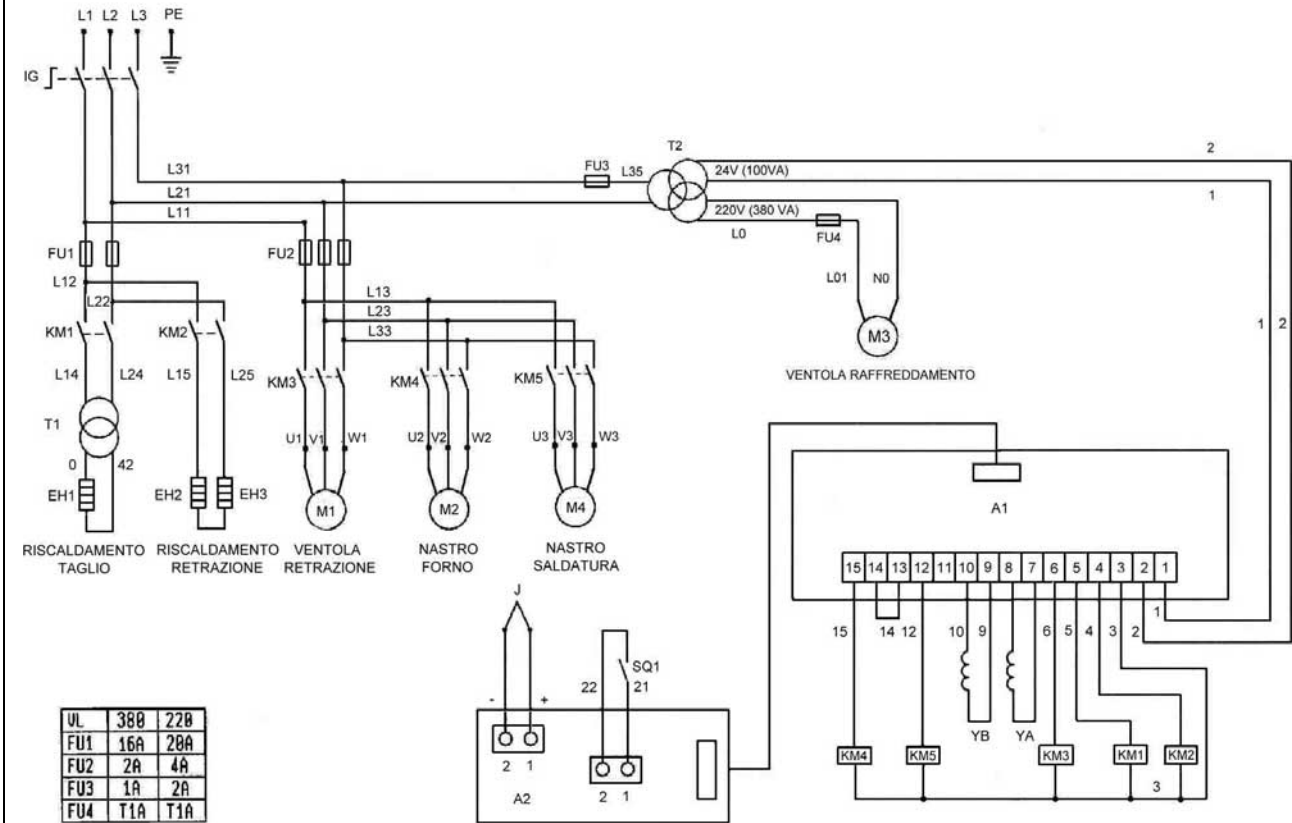 L1 L2 L3 PE
IG
L31
L21
L11
FU3 L35
T2
24V (100VA)
220V (380 VA)
L0
FU4
2
1
1 2
L01 N0
M3
VENTOLA RAFFREDDAMENTO
FU1
FU2
L12
L22
L13
L23
L33
KM1
KM2
KM3
KM4
KM5
L14 L24 L15 L25
T1
0 42
U1 V1 W1
U2 V2 W2
U3 V3 W3
EH1
EH2 EH3
M1
M2
M4
RISCALDAMENTO
TAGLIO
RISCALDAMENTO
RETRAZIONE
VENTOLA
RETRAZIONE
NASTRO
FORNO
NASTRO
SALDATURA
A1
15 14 13 12 11 10 9 8 7 6 5 4 3 2 1
15 14 12 10 9 6 5 4 3 2 1
YB YA
KM4 KM5 KM3 KM1 KM2
3
J
- +
22 21
SQ1
2 1
2 1
A2
VL 380 220
FU1 16A 20A
FU2 2A 4A
FU3 1A 2A
FU4 T1A T1A